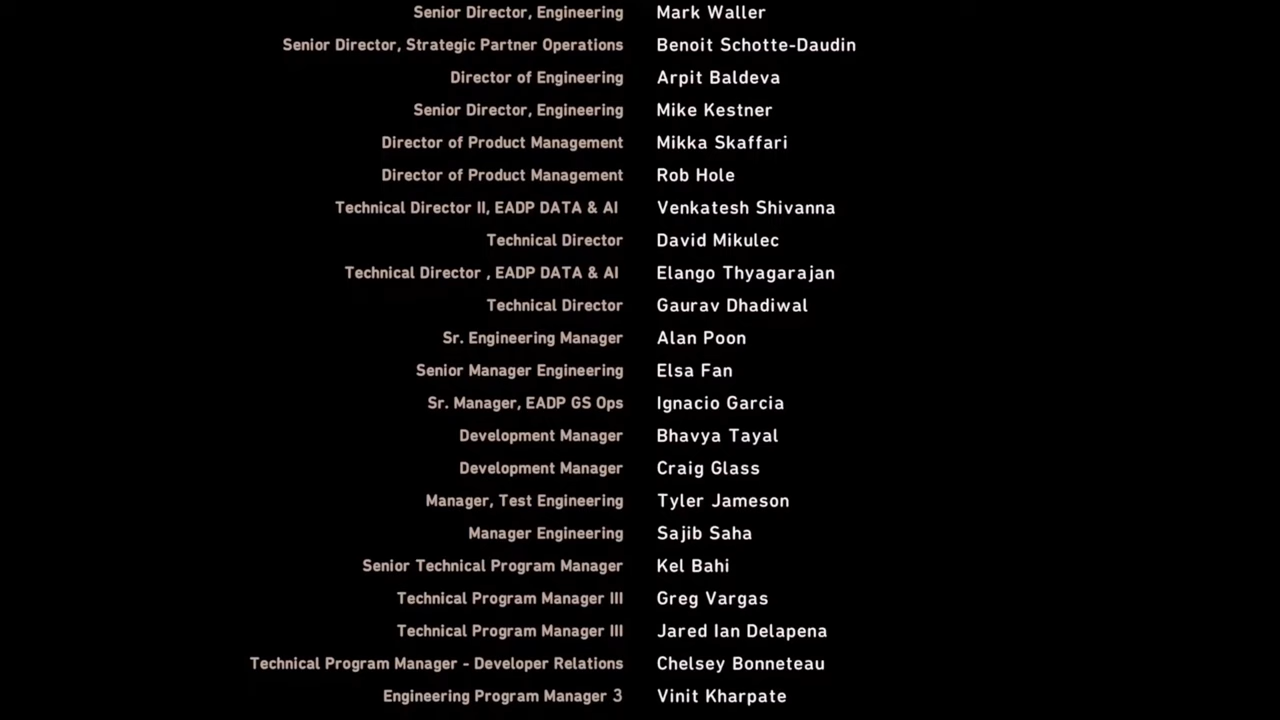 Senior Director, Engineering Mark Waller
Senior Director, Strategic Partner Operations Benoit Schotte-Daudin
Director of Engineering Arpit Baldeva
Senior Director, Engineering Mike Kestner
Director of Product Management Mikka Skaffari
Director of Product Management Rob Hole
Technical Director II, EADP DATA & AI Venkatesh Shivanna
Technical Director David Mikulec
Technical Director , EADP DATA & AI Elango Thyagarajan
Technical Director Gaurav Dhadiwal
Sr. Engineering Manager Alan Poon
Senior Manager Engineering Elsa Fan
Sr. Manager, EADP GS Ops Ignacio Garcia
Development Manager Bhavya Tayal
Development Manager Craig Glass
Manager, Test Engineering Tyler Jameson
Manager Engineering Sajib Saha
Senior Technical Program Manager Kel Bahi
Technical Program Manager III Greg Vargas
Technical Program Manager III Jared Ian Delapena
Technical Program Manager - Developer Relations Chelsey Bonneteau
Engineering Program Manager 3 Vinit Kharpate